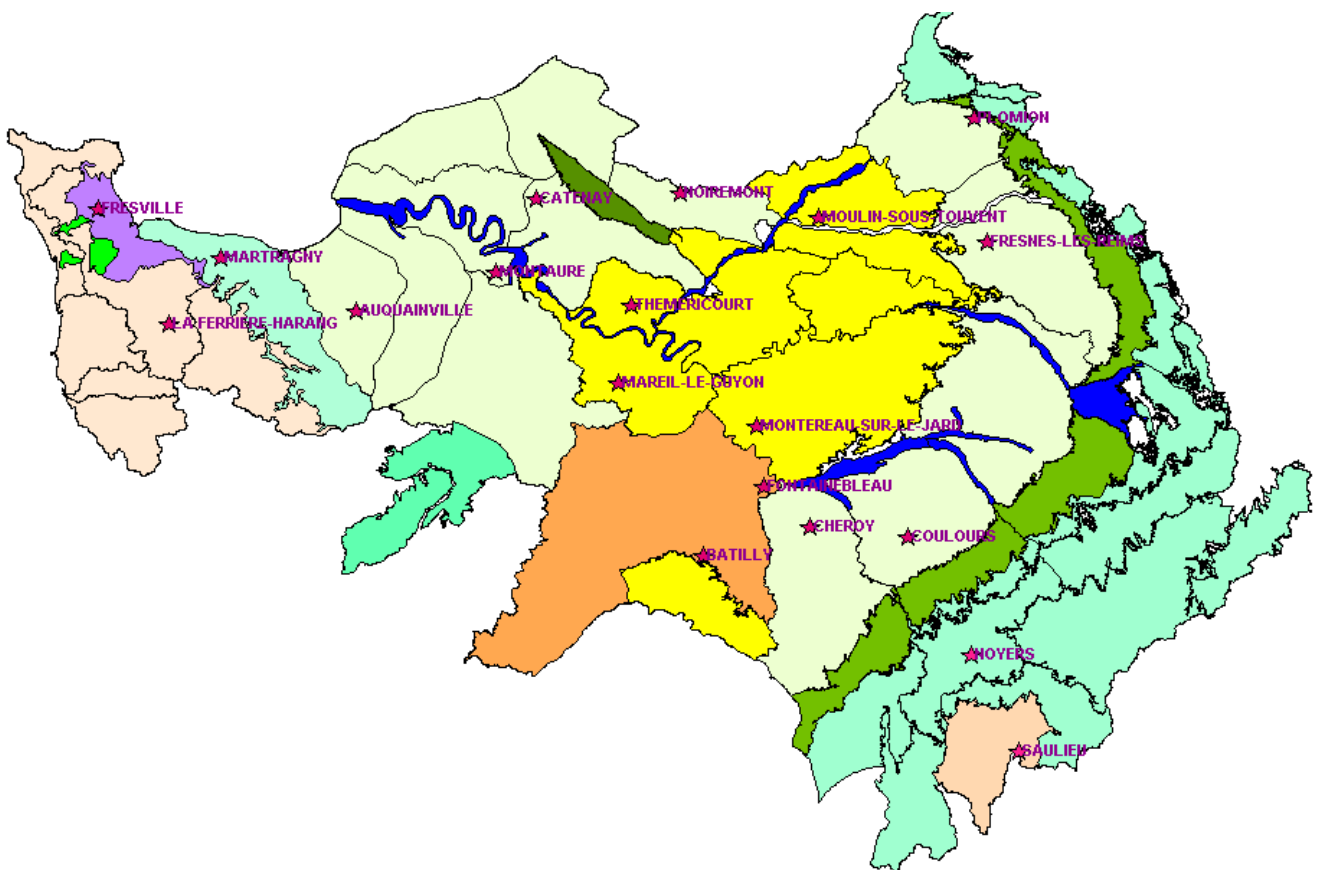 PLOMION
CATENAY
NOIREMONT
FRESVILLE
MOULIN-SOUS-TOUVENT
FRESNES-LES-REIMS
MARTRAGNY
MONTAURE
THEMERICOURT
AUQUAINVILLE
LA-FERRIERE-HARANG
MAREIL-LE-GUYON
MONTEREAU-SUR-LE-JARD
FONTAINEBLEAU
CHEROY
COULOURS
BATILLY
NOYERS
SAULIEU